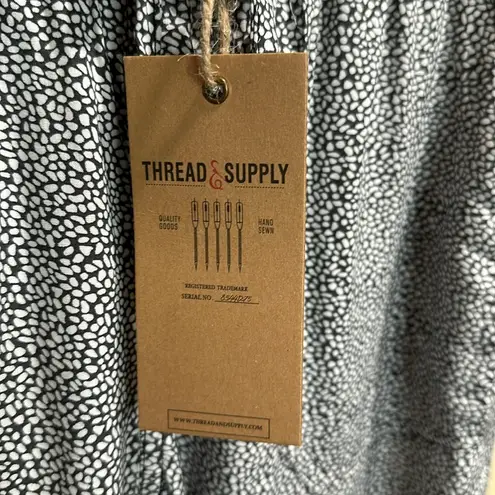 THREAD & SUPPLY
QUALITY GOODS
HAND SEWN
REGISTERED TRADEMARK
SERIAL NO.
WWW.THREADANDSUPPLY.COM